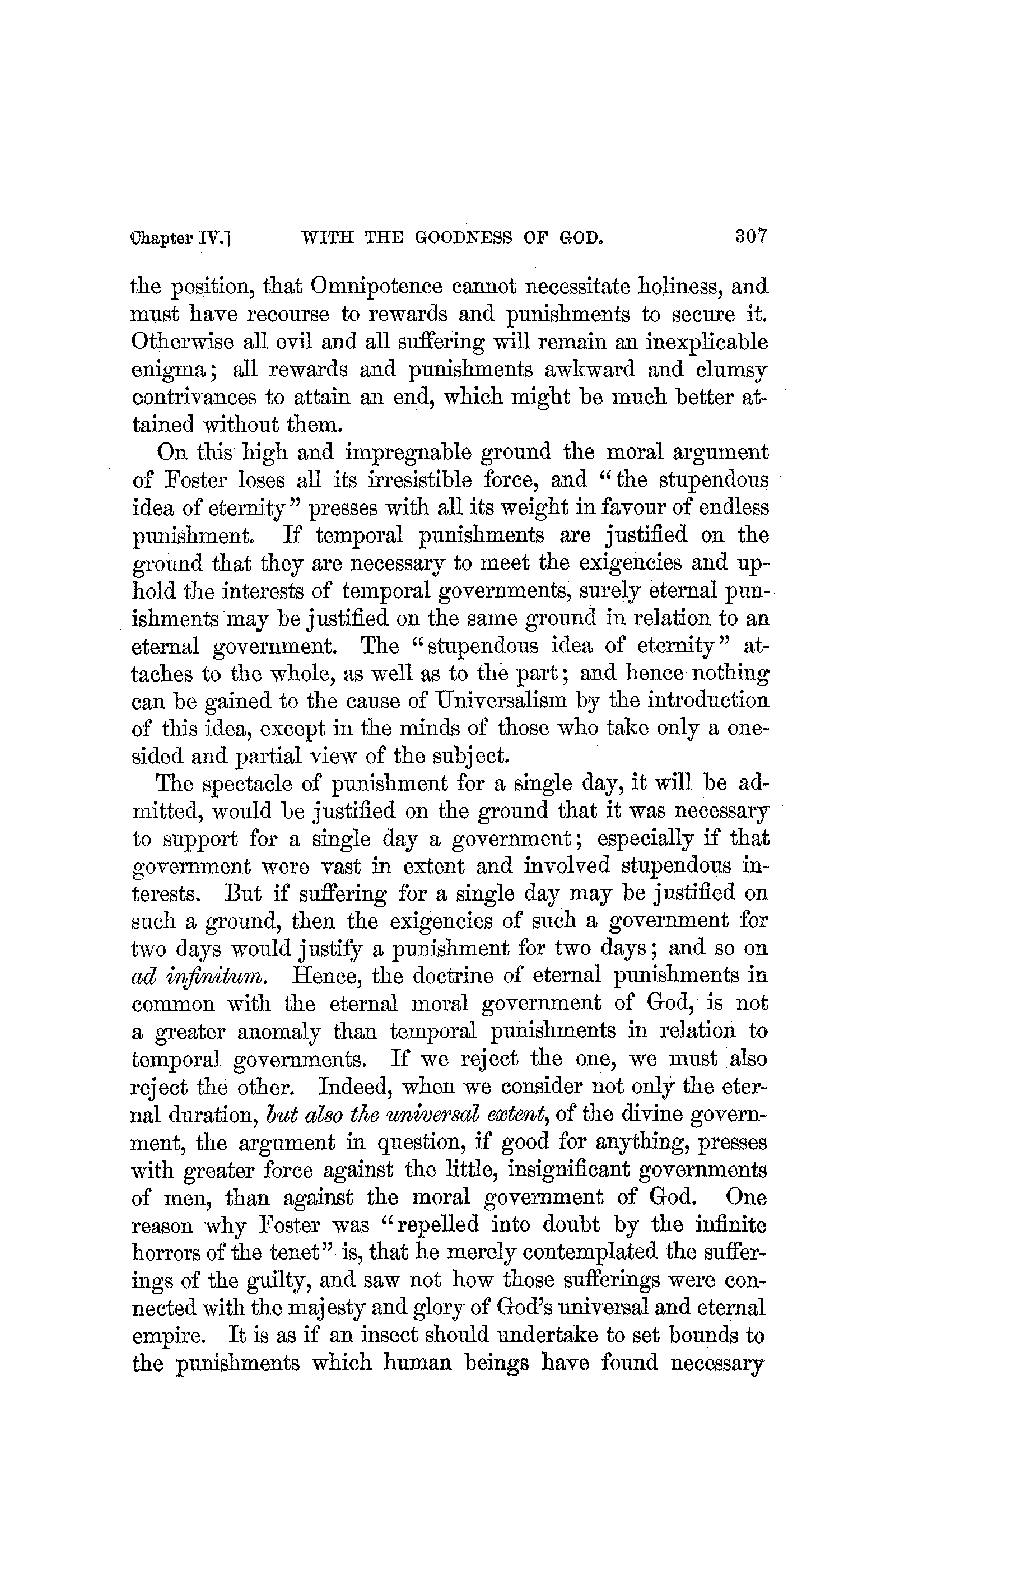 Chapter IV.] WITH THE GOODNESS OF GOD. 307
the position, that Omnipotence cannot necessitate holiness, and
must have recourse to rewards and punishments to secure it.
Otherwise all evil and all suffering will remain an inexplicable
enigma; all rewards and punishments awkward and clumsy
contrivances to attain an end, which might be much better at-
tained without them.
On this high and impregnable ground the moral argument
of Foster loses all its irresistible force, and “the stupendous
idea of eternity” presses with all its weight in favour of endless
punishment. If temporal punishments are justified on the
ground that they are necessary to meet the exigencies and up-
hold the interests of temporal governments, surely eternal pun-
ishments may be justified on the same ground in relation to an
eternal government. The “stupendous idea of eternity” at-
taches to the whole, as well as to the part; and hence nothing
can be gained to the cause of Universalism by the introduction
of this idea, except in the minds of those who take only a one-
sided and partial view of the subject.
The spectacle of punishment for a single day, it will be ad-
mitted, would be justified on the ground that it was necessary
to support for a single day a government; especially if that
government were vast in extent and involved stupendous in-
terests. But if suffering for a single day may be justified on
such a ground, then the exigencies of such a government for
two days would justify a punishment for two days; and so on
ad infinitum. Hence, the doctrine of eternal punishments in
common with the eternal moral government of God, is not
a greater anomaly than temporal punishments in relation to
temporal governments. If we reject the one, we must also
reject the other. Indeed, when we consider not only the eter-
nal duration, but also the universal extent, of the divine govern-
ment, the argument in question, if good for anything, presses
with greater force against the little, insignificant governments
of men, than against the moral government of God. One
reason why Foster was “repelled into doubt by the infinite
horrors of the tenet” is, that he merely contemplated the suffer-
ings of the guilty, and saw not how those sufferings were con-
nected with the majesty and glory of God’s universal and eternal
empire. It is as if an insect should undertake to set bounds to
the punishments which human beings have found necessary